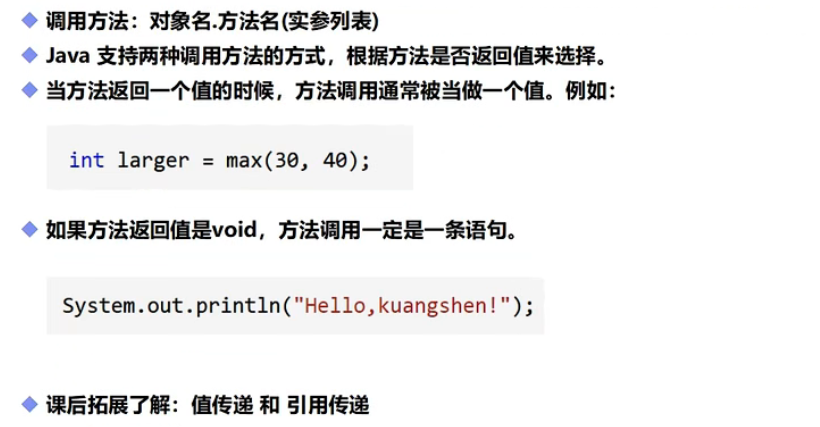 调用方法：对象名.方法名(实参列表)
Java 支持两种调用方法的方式，根据方法是否返回值来选择。
当方法返回一个值的时候，方法调用通常被当做一个值。例如：
int larger = max(30, 40);
如果方法返回值是void，方法调用一定是一条语句。
System.out.println("Hello,kuangshen!");
课后拓展了解：值传递 和 引用传递